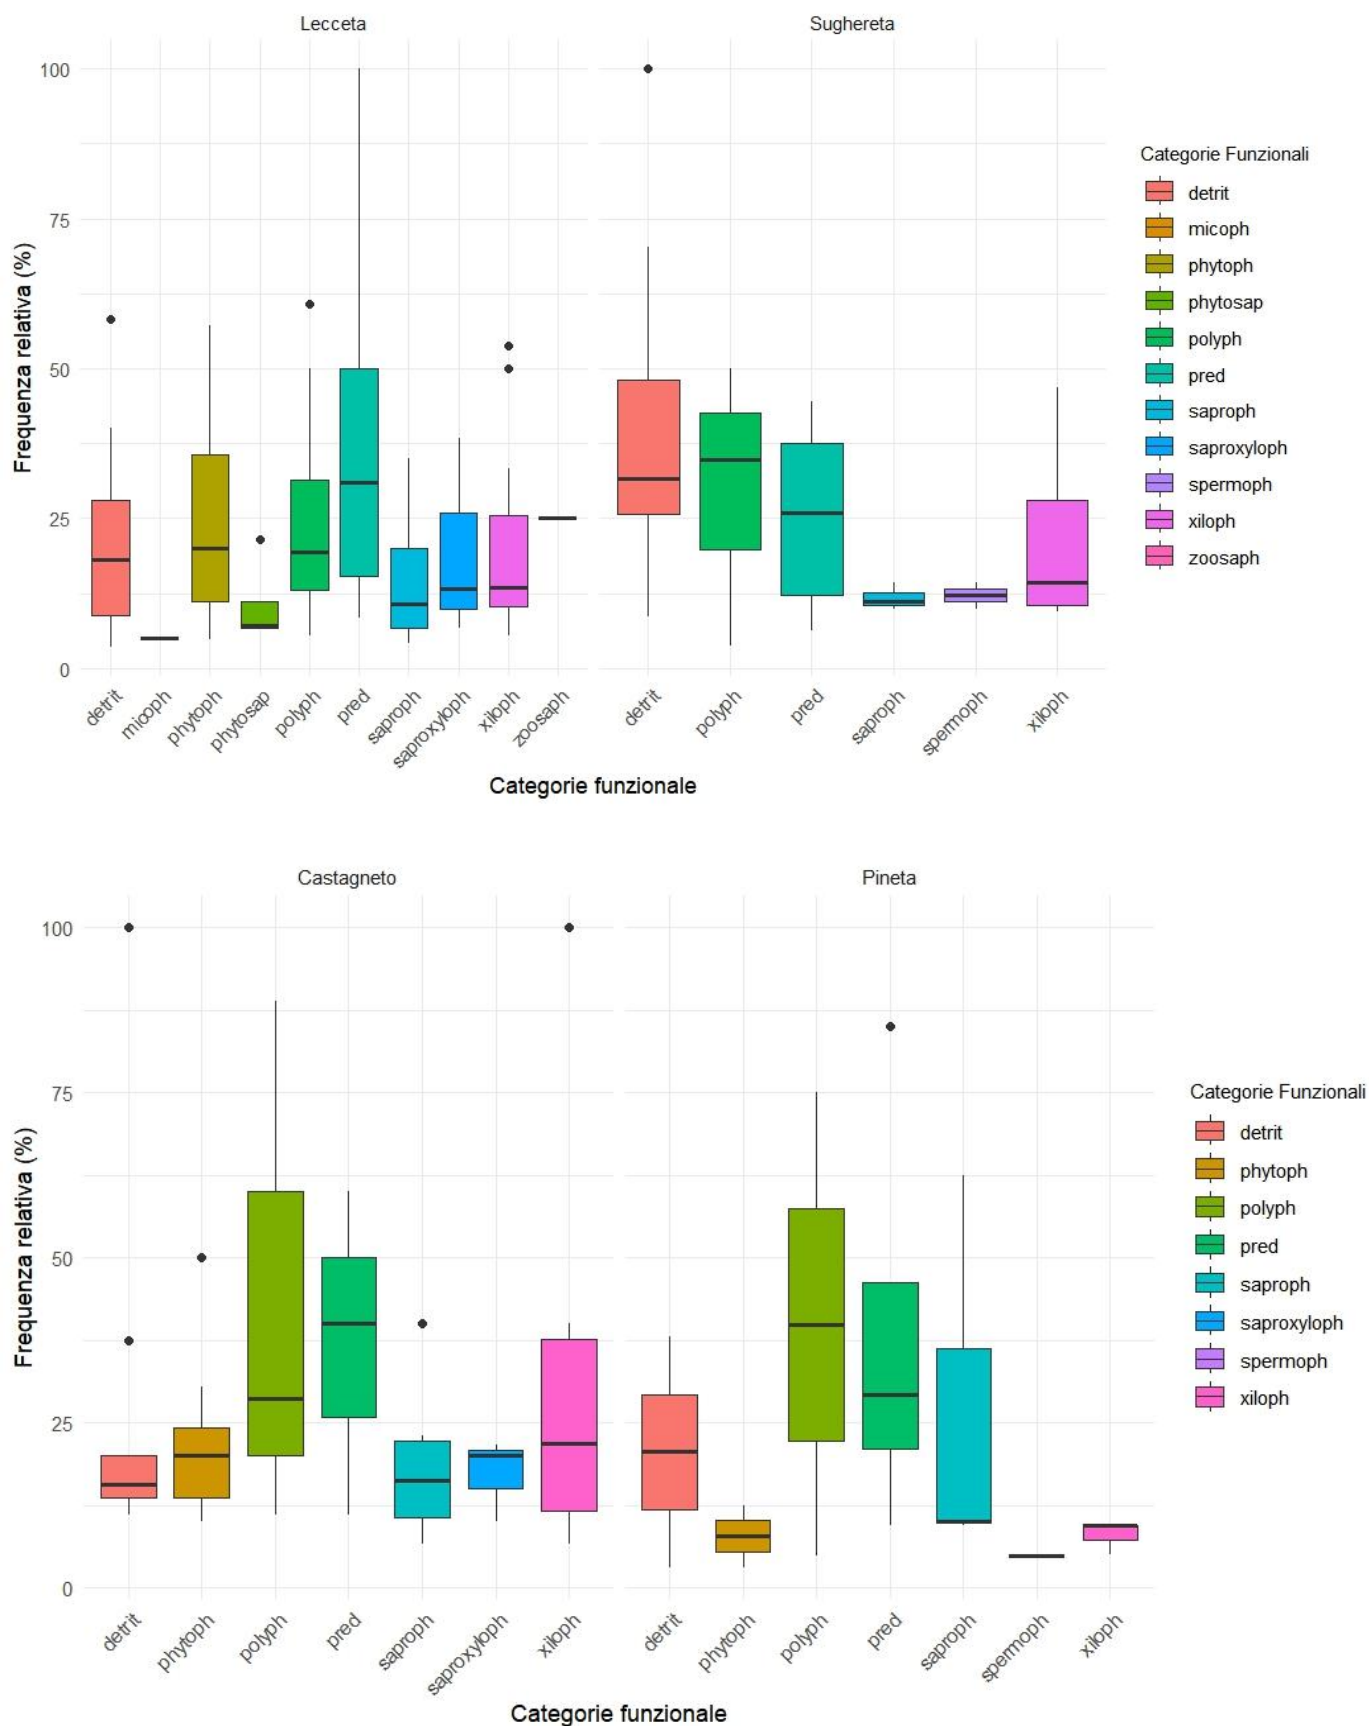 Lecceta
Sughereta
Frequenza relativa (%)
100
75
50
25
0
detrit
micoph
phytoph
phytosap
polyph
pred
saproph
saproxyloph
xiloph
zoosaph
detrit
polyph
pred
saproph
spermoph
xiloph
Categorie funzionale
Categorie Funzionali
detrit
micoph
phytoph
phytosap
polyph
pred
saproph
saproxyloph
spermoph
xiloph
zoosaph
Castagneto
Pineta
Frequenza relativa (%)
100
75
50
25
0
detrit
phytoph
polyph
pred
saproph
saproxyloph
xiloph
detrit
phytoph
polyph
pred
saproph
spermoph
xiloph
Categorie funzionale
Categorie Funzionali
detrit
phytoph
polyph
pred
saproph
saproxyloph
spermoph
xiloph